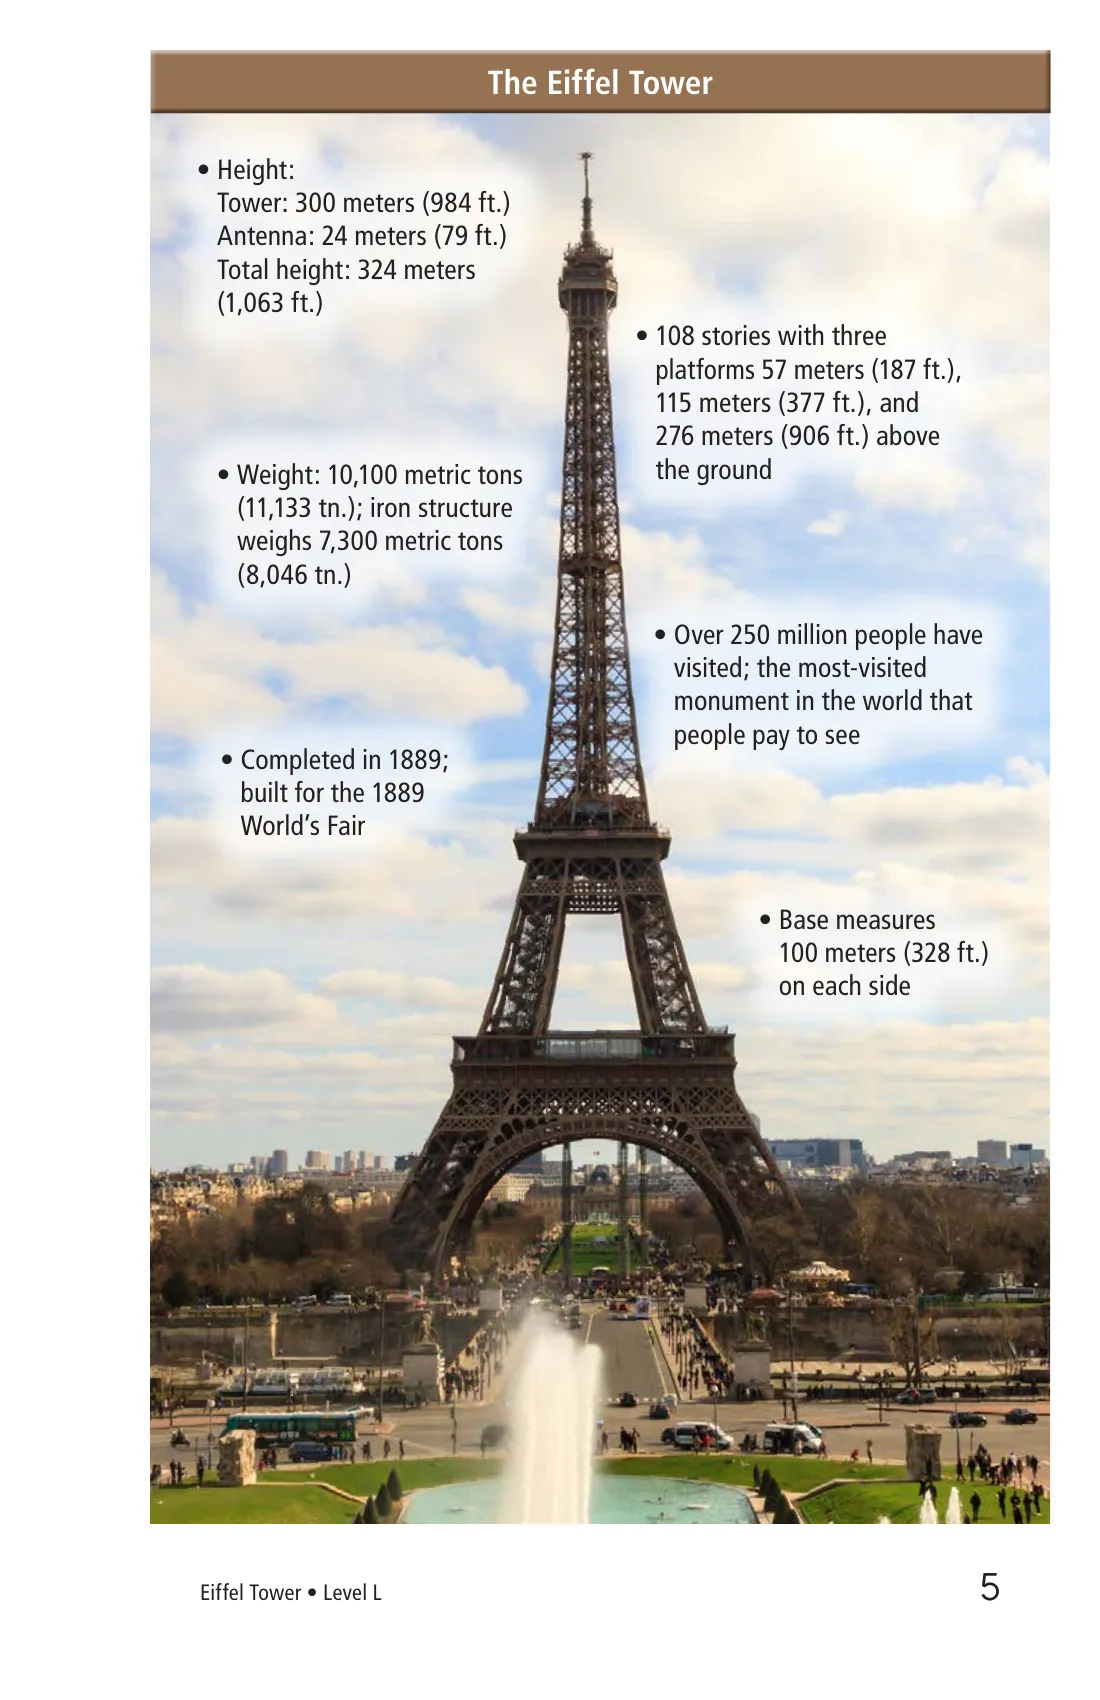 The Eiffel Tower
• Height:
Tower: 300 meters (984 ft.)
Antenna: 24 meters (79 ft.)
Total height: 324 meters
(1,063 ft.)
• 108 stories with three
platforms 57 meters (187 ft.),
115 meters (377 ft.), and
276 meters (906 ft.) above
the ground
• Weight: 10,100 metric tons
(11,133 tn.); iron structure
weighs 7,300 metric tons
(8,046 tn.)
• Over 250 million people have
visited; the most-visited
monument in the world that
people pay to see
• Completed in 1889;
built for the 1889
World’s Fair
• Base measures
100 meters (328 ft.)
on each side
Eiffel Tower • Level L
5